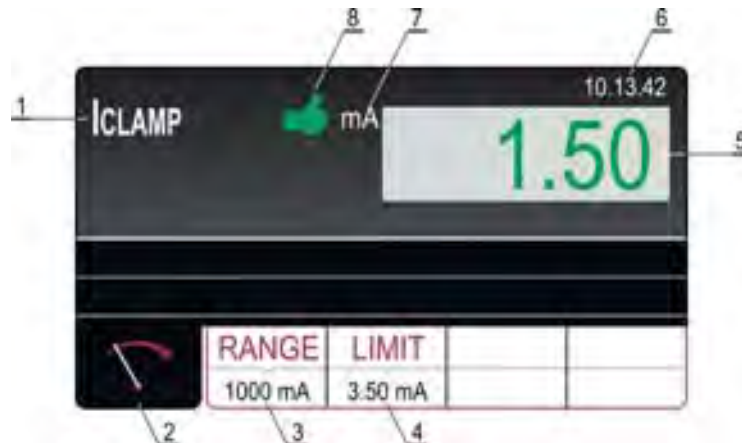 8 7 6
10.13.42
1 ICLAMP mA 1.50 5
RANGE LIMIT
1000 mA 3.50 mA
2 3 4